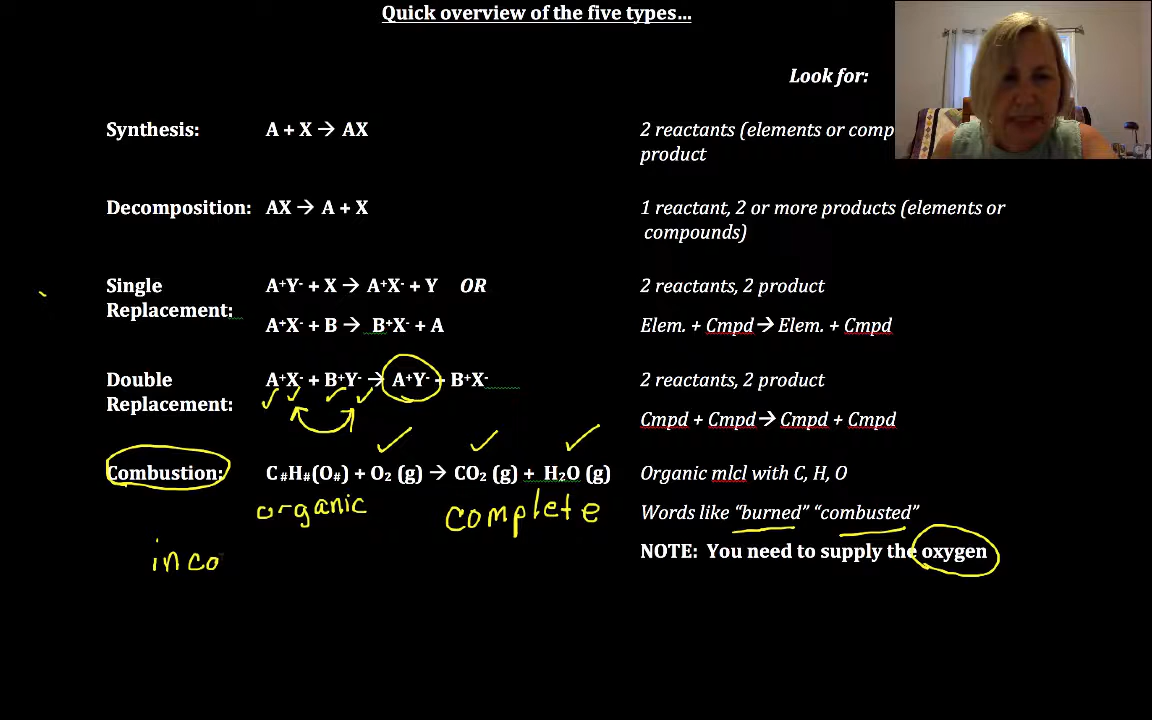 Quick overview of the five types…
Look for:
Synthesis: A + X → AX 2 reactants (elements or comp
product
Decomposition: AX → A + X 1 reactant, 2 or more products (elements or
compounds)
Single A⁺Y⁻ + X → A⁺X⁻ + Y OR 2 reactants, 2 product
Replacement:
A⁺X⁻ + B → B⁺X⁻ + A Elem. + Cmpd → Elem. + Cmpd
Double A⁺X⁻ + B⁺Y⁻ → A⁺Y⁻ + B⁺X⁻ 2 reactants, 2 product
Replacement:
Cmpd + Cmpd → Cmpd + Cmpd
Combustion: C#H#(O#) + O₂ (g) → CO₂ (g) + H₂O (g) Organic mlcl with C, H, O
organic complete Words like "burned" "combusted"
inco NOTE: You need to supply the oxygen